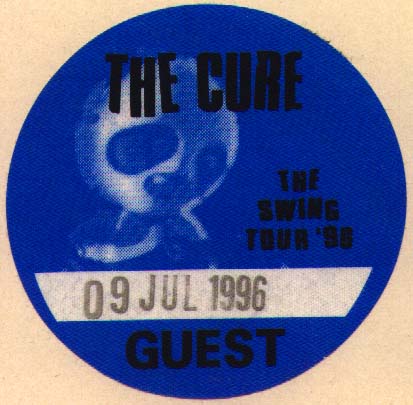 THE CURE
THE
SWING
TOUR '96
09 JUL 1996
GUEST